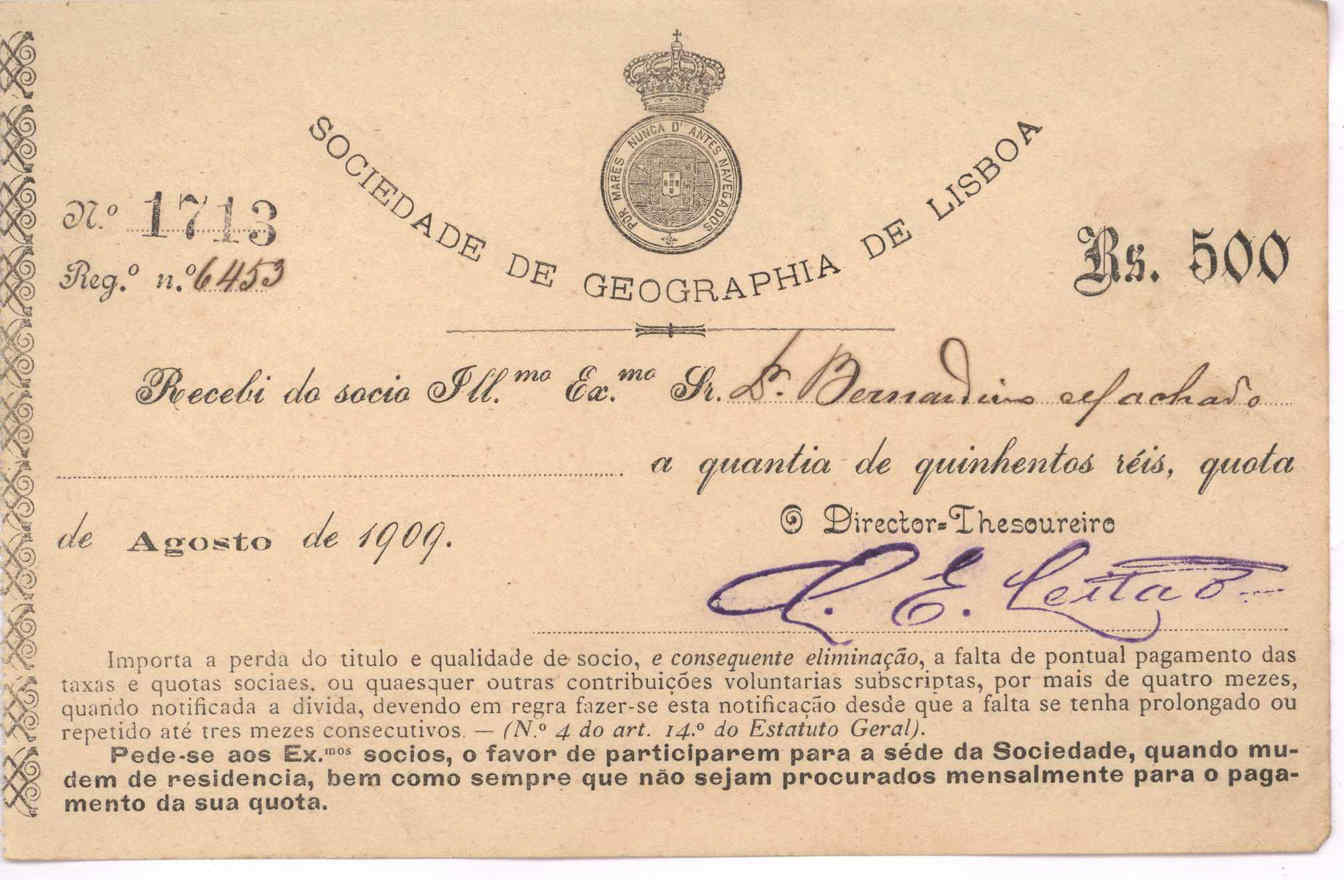 POR MARES NUNCA D'ANTES NAVEGADOS
SOCIEDADE DE GEOGRAPHIA DE LISBOA
N.º 1713
Reg.º n.º 6453
Rs. 500
Recebi do socio Ill.mo Ex.mo Sr. Dr. Bernardino Machado
a quantia de quinhentos réis, quota
de Agosto de 1909.
O Director-Thesoureiro
E. Leitão
Importa a perda do titulo e qualidade de socio, e consequente eliminação, a falta de pontual pagamento das
taxas e quotas sociaes, ou quaesquer outras contribuições voluntarias subscriptas, por mais de quatro mezes,
quando notificada a divida, devendo em regra fazer-se esta notificação desde que a falta se tenha prolongado ou
repetido até tres mezes consecutivos. — (N.º 4 do art. 14.º do Estatuto Geral).
Pede-se aos Ex.mos socios, o favor de participarem para a séde da Sociedade, quando mu-
dem de residencia, bem como sempre que não sejam procurados mensalmente para o paga-
mento da sua quota.